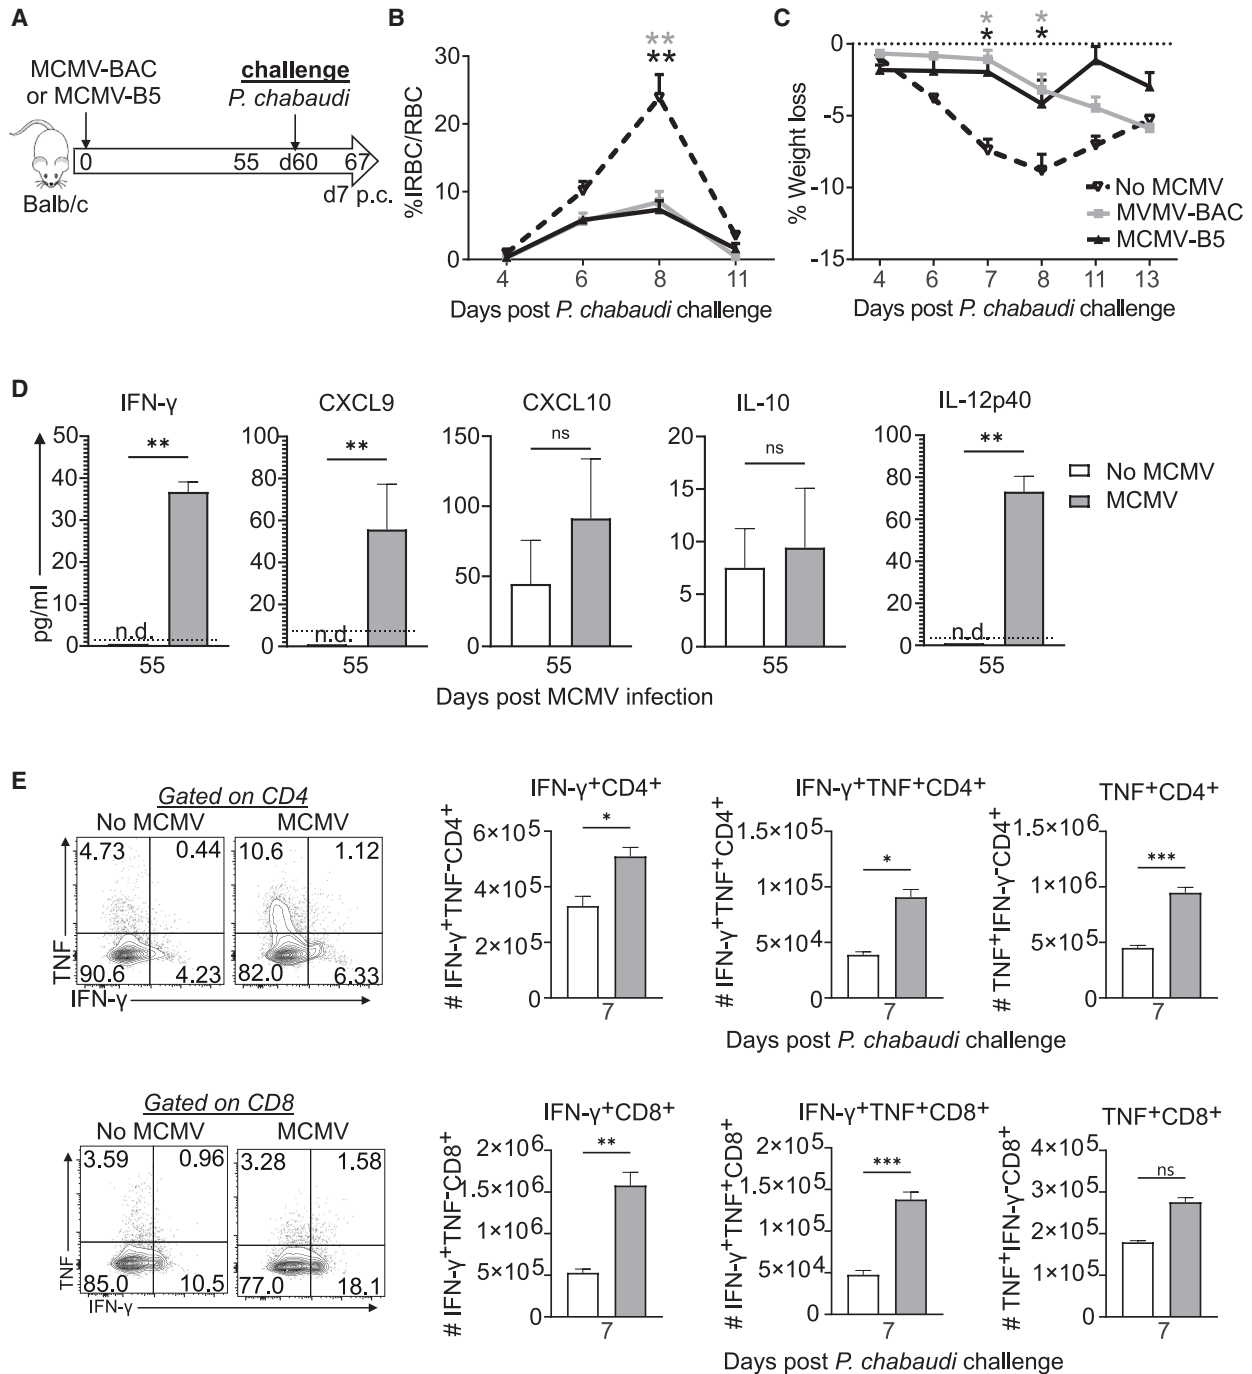 A
MCMV-BAC
or MCMV-B5
challenge
P. chabaudi
0
55
d60
67
d7 p.c.
Balb/c
B
%IRBC/RBC
30
20
10
0
**
**
4
6
8
11
Days post P. chabaudi challenge
C
% Weight loss
0
-5
-10
-15
*
*
*
*
No MCMV
MVMV-BAC
MCMV-B5
4
6
7
8
11
13
Days post P. chabaudi challenge
D
IFN-γ
pg/ml
50
40
30
20
10
0
**
n.d.
55
CXCL9
100
80
60
40
20
0
**
n.d.
55
CXCL10
150
100
50
0
ns
55
IL-10
20
15
10
5
0
ns
55
IL-12p40
100
80
60
40
20
0
**
n.d.
55
No MCMV
MCMV
Days post MCMV infection
E
Gated on CD4
No MCMV
MCMV
4.73
0.44
90.6
4.23
10.6
1.12
82.0
6.33
TNF
IFN-γ
IFN-γ+CD4+
# IFN-γ+TNF-CD4+
6×10⁵
4×10⁵
2×10⁵
0
*
7
IFN-γ+TNF+CD4+
# IFN-γ+TNF+CD4+
1.5×10⁵
1×10⁵
5×10⁴
0
*
7
TNF+CD4+
# TNF+IFN-γ-CD4+
1.5×10⁶
1×10⁶
5×10⁵
0
***
7
Days post P. chabaudi challenge
Gated on CD8
No MCMV
MCMV
3.59
0.96
85.0
10.5
3.28
1.58
77.0
18.1
TNF
IFN-γ
IFN-γ+CD8+
# IFN-γ+TNF-CD8+
2×10⁶
1.5×10⁶
1×10⁶
5×10⁵
0
**
7
IFN-γ+TNF+CD8+
# IFN-γ+TNF+CD8+
2×10⁵
1.5×10⁵
1×10⁵
5×10⁴
0
***
7
TNF+CD8+
# TNF+IFN-γ-CD8+
4×10⁵
3×10⁵
2×10⁵
1×10⁵
0
ns
7
Days post P. chabaudi challenge